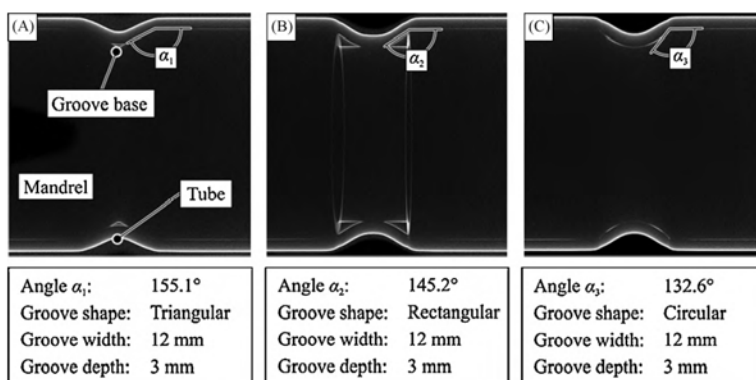 (A)
α₁
Groove base
Mandrel
Tube
(B)
α₂
(C)
α₃
Angle α₁: 155.1°
Groove shape: Triangular
Groove width: 12 mm
Groove depth: 3 mm
Angle α₂: 145.2°
Groove shape: Rectangular
Groove width: 12 mm
Groove depth: 3 mm
Angle α₃: 132.6°
Groove shape: Circular
Groove width: 12 mm
Groove depth: 3 mm